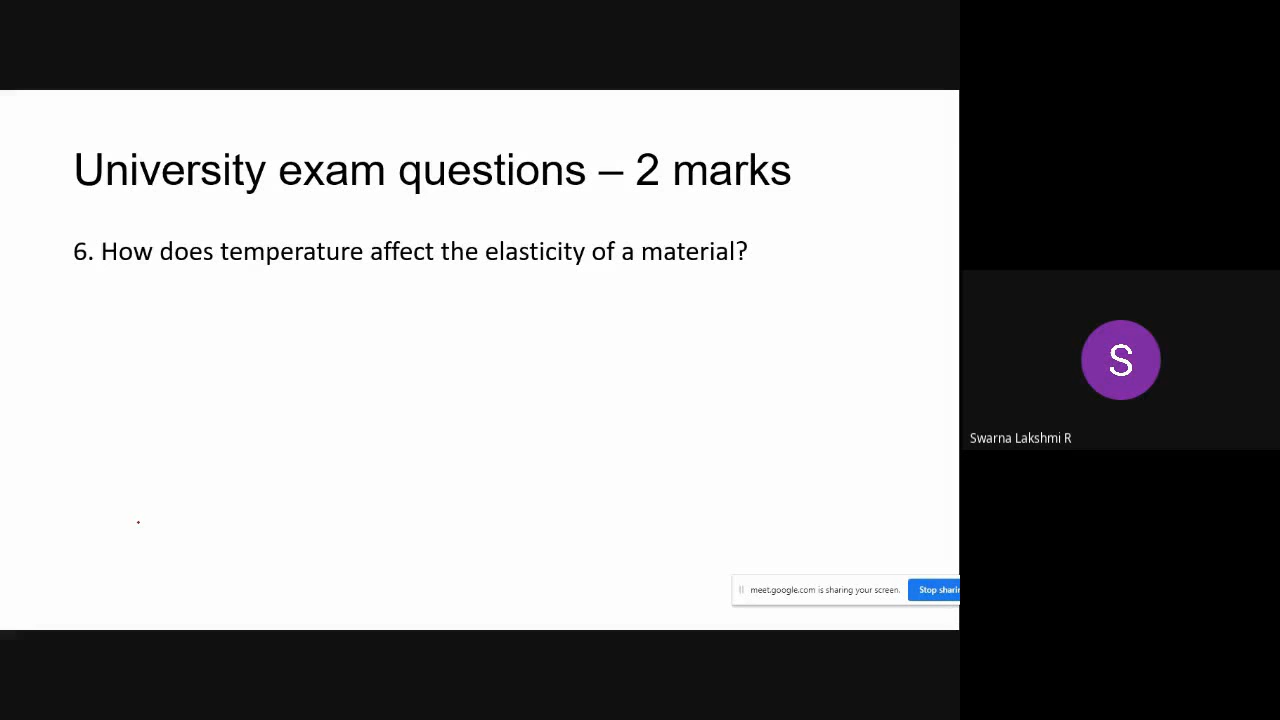 University exam questions – 2 marks
6. How does temperature affect the elasticity of a material?
S
Swarna Lakshmi R
meet.google.com is sharing your screen.
Stop